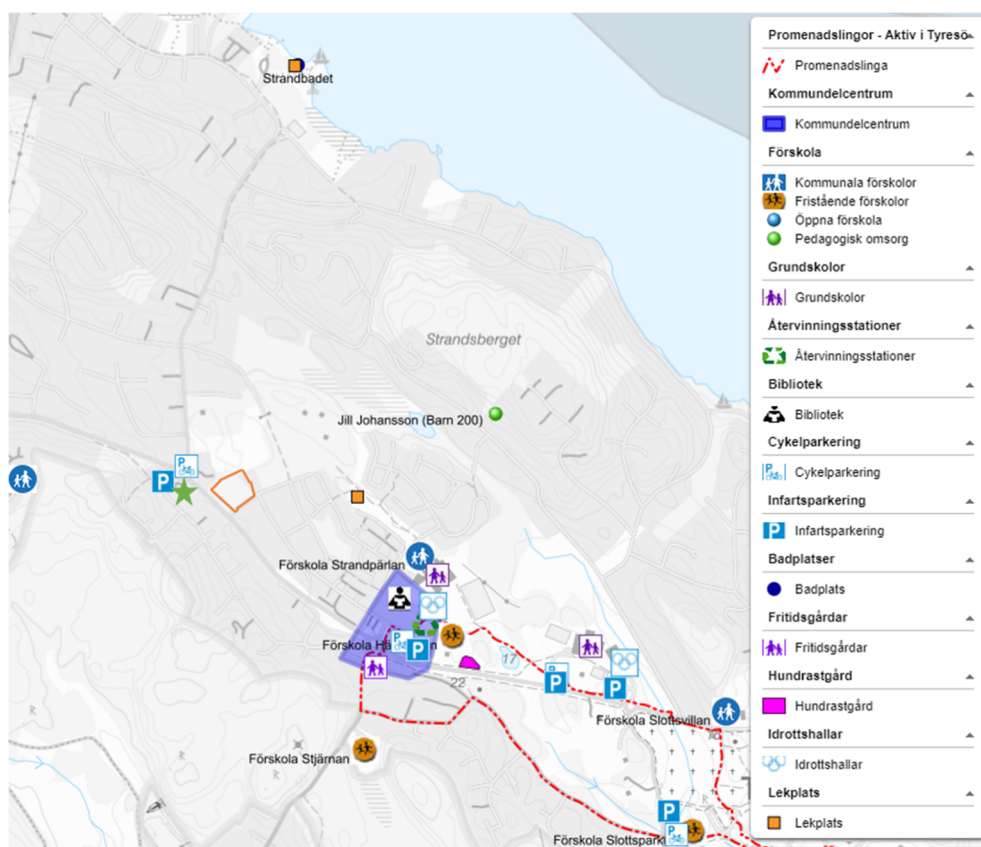 Strandbadet
Strandsberget
Jill Johansson (Barn 200)
Förskola Strandpärlan
Förskola
17
22
Förskola Slottsvillan
Förskola Stjärnan
Förskola Slottspark
Promenadslingor - Aktiv i Tyresö
Promenadslinga
Kommundelcentrum
Kommundelcentrum
Förskola
Kommunala förskolor
Fristående förskolor
Öppna förskola
Pedagogisk omsorg
Grundskolor
Grundskolor
Återvinningsstationer
Återvinningsstationer
Bibliotek
Bibliotek
Cykelparkering
P Cykelparkering
Infartsparkering
P Infartsparkering
Badplatser
Badplats
Fritidsgårdar
Fritidsgårdar
Hundrastgård
Hundrastgård
Idrottshallar
Idrottshallar
Lekplats
Lekplats